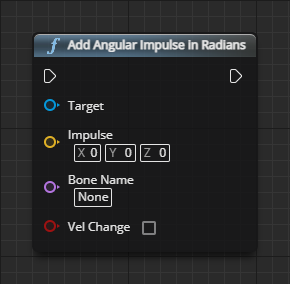 f Add Angular Impulse in Radians
Target
Impulse
X 0 Y 0 Z 0
Bone Name
None
Vel Change